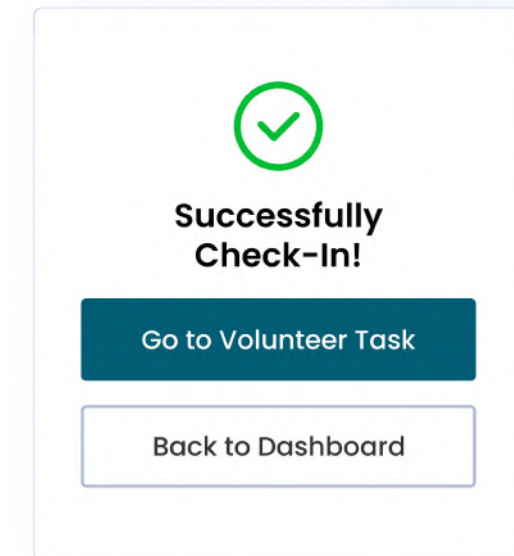 Successfully
Check-In!
Go to Volunteer Task
Back to Dashboard